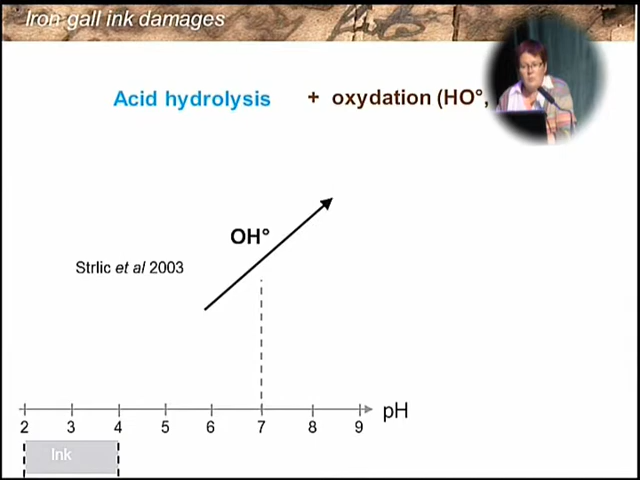 Iron gall ink damages
Acid hydrolysis + oxydation (HO°,
OH°
Strlic et al 2003
pH
2 3 4 5 6 7 8 9
Ink